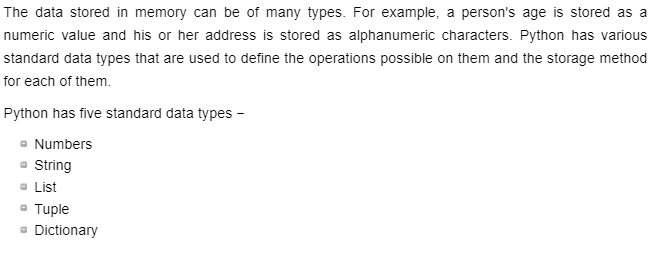 The data stored in memory can be of many types. For example, a person's age is stored as a
numeric value and his or her address is stored as alphanumeric characters. Python has various
standard data types that are used to define the operations possible on them and the storage method
for each of them.
Python has five standard data types −
Numbers
String
List
Tuple
Dictionary